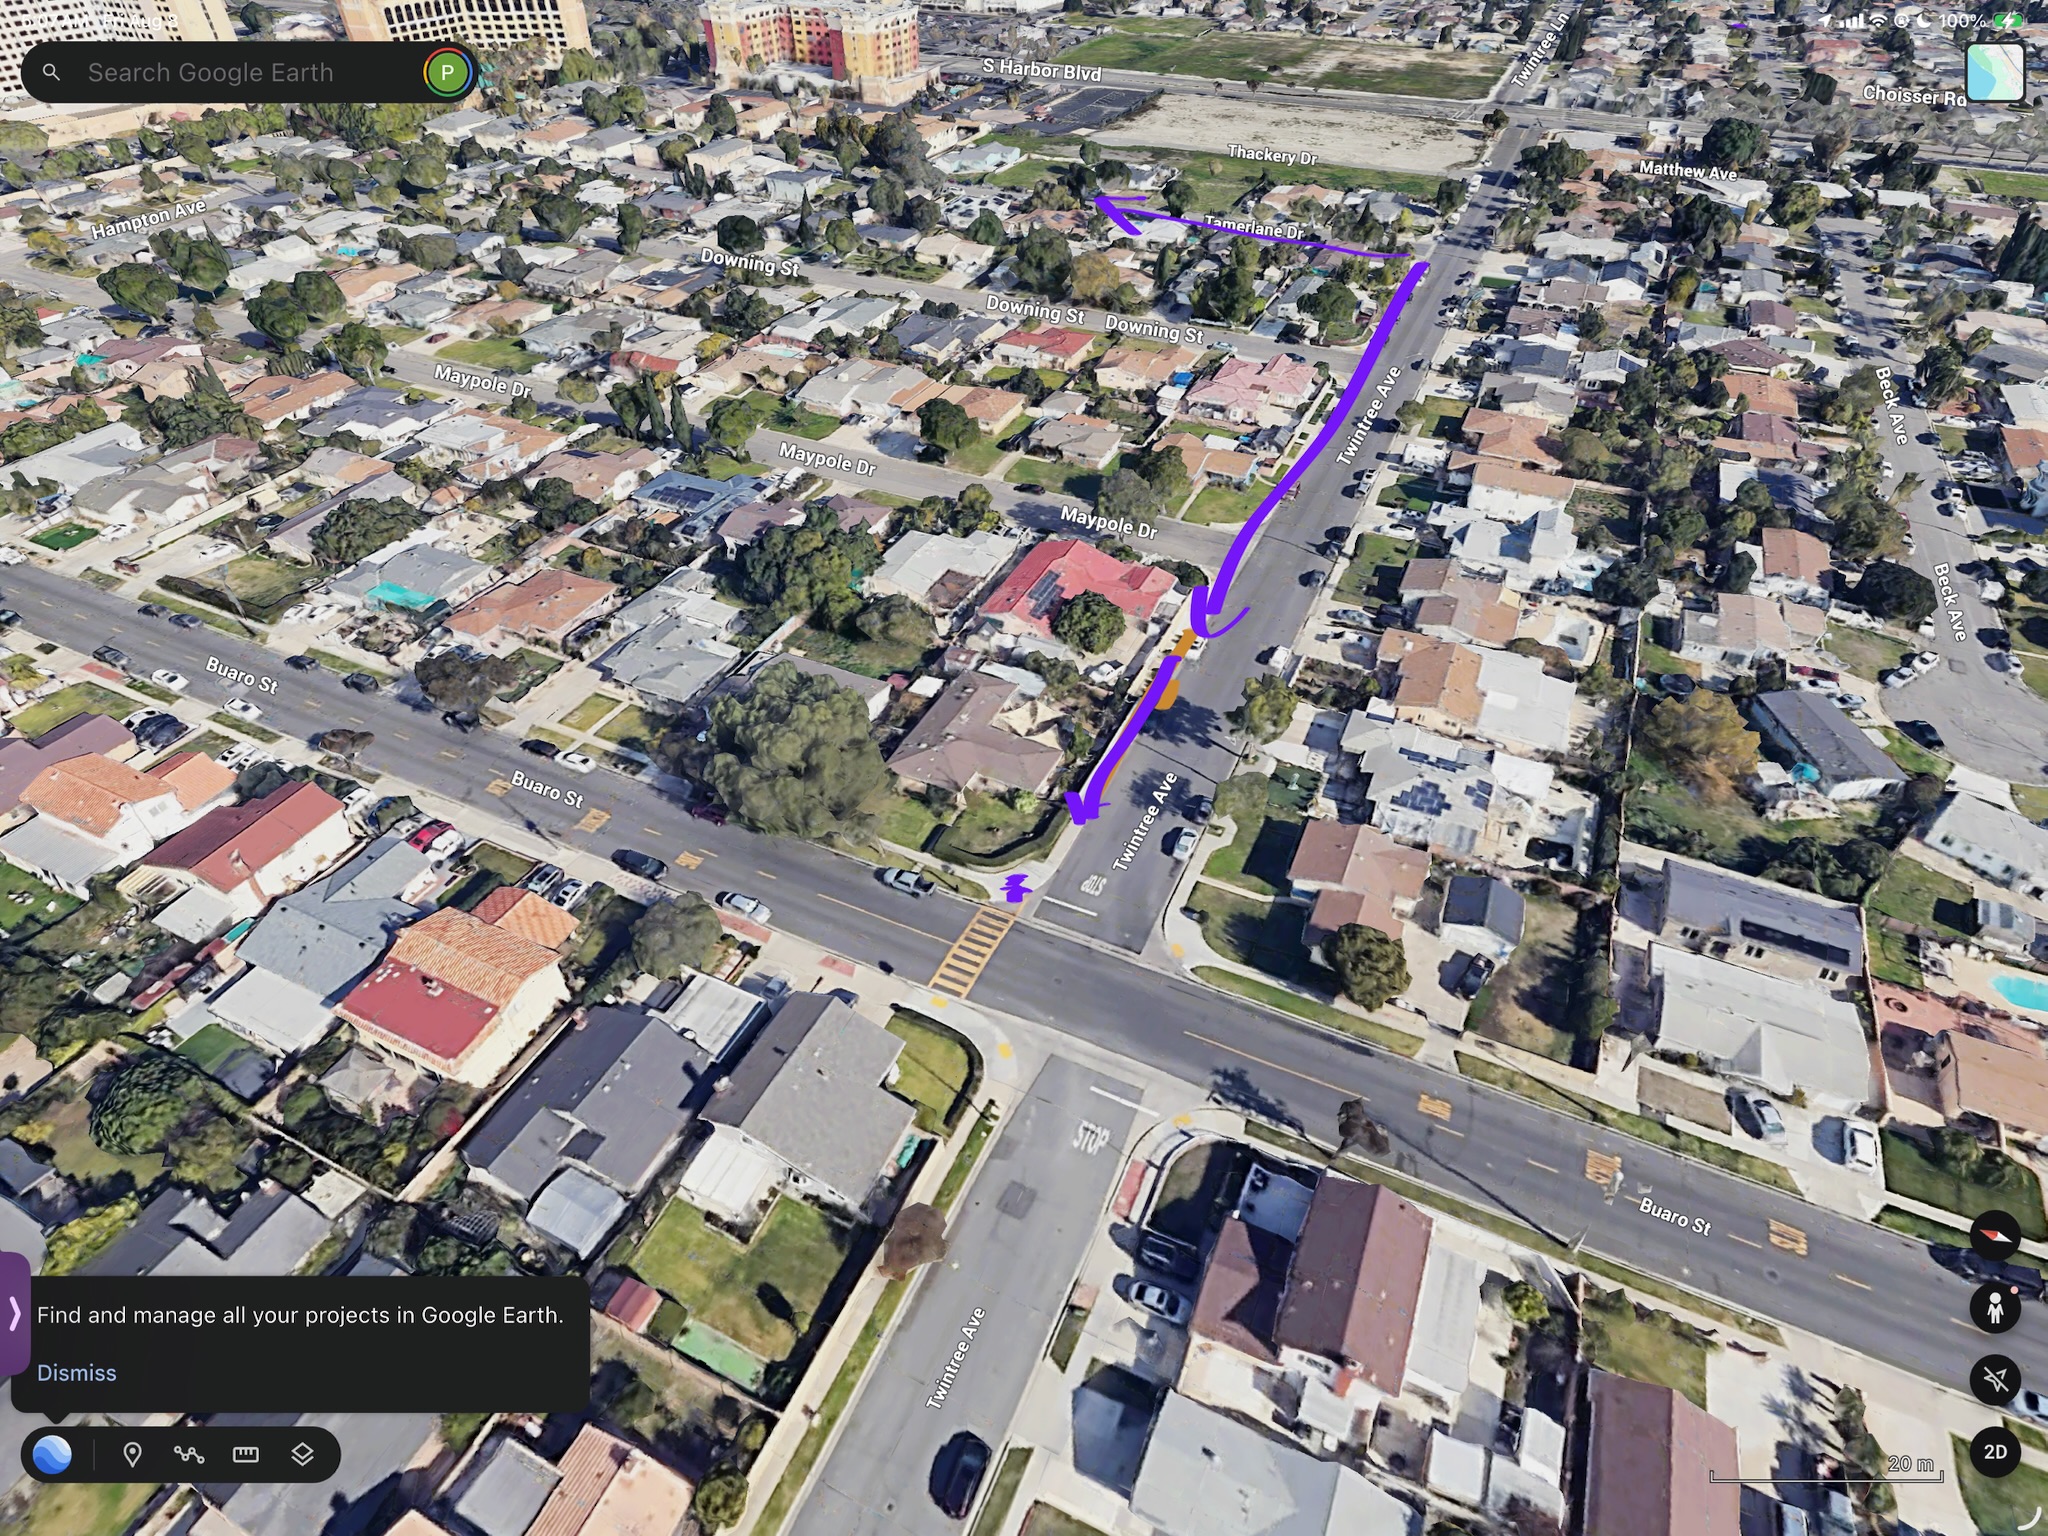 100%
Search Google Earth
P
S Harbor Blvd
Twintree Ln
Choisser Rd
Thackery Dr
Matthew Ave
Hampton Ave
Tamerlane Dr
Downing St
Downing St
Downing St
Maypole Dr
Twintree Ave
Beck Ave
Maypole Dr
Maypole Dr
Beck Ave
Buaro St
Buaro St
Twintree Ave
STOP
STOP
Buaro St
Find and manage all your projects in Google Earth.
Dismiss
Twintree Ave
2D
20 m